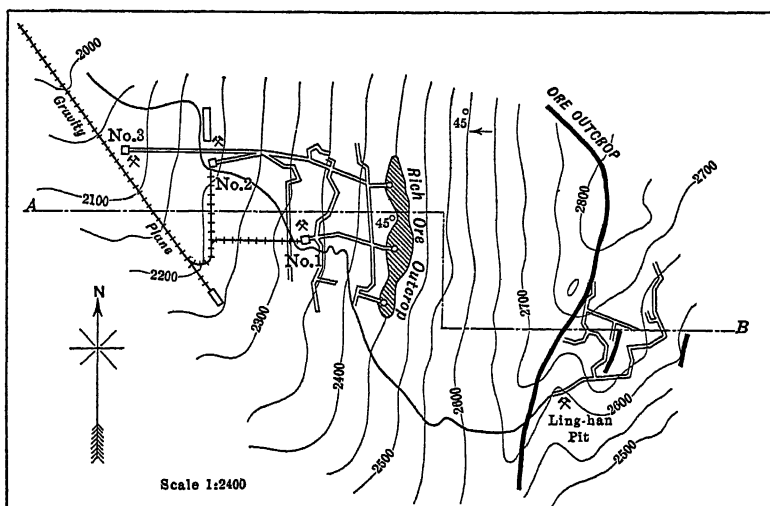 2000
Gravity
Plane
No.3
No.2
No.1
2100
2200
2300
2400
2500
2600
2700
45°
45°
Rich Ore Outcrop
ORE OUTCROP
2800
2700
2600
2500
A
B
N
Ling-han
Pit
Scale 1:2400